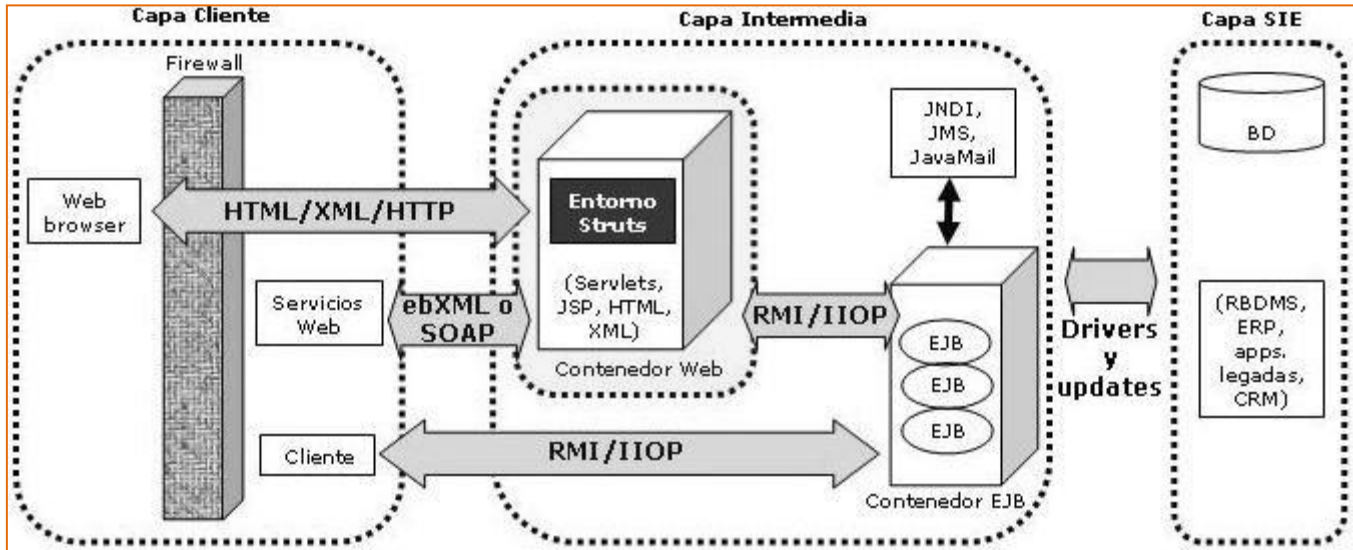 Capa Cliente
Capa Intermedia
Capa SIE
Firewall
Web
browser
HTML/XML/HTTP
Servicios
Web
ebXML o
SOAP
Cliente
RMI/IIOP
Entorno
Struts
(Servlets,
JSP, HTML,
XML)
Contenedor Web
RMI/IIOP
JNDI,
JMS,
JavaMail
EJB
EJB
EJB
Contenedor EJB
Drivers
y
updates
BD
(RBDMS,
ERP,
apps.
legadas,
CRM)